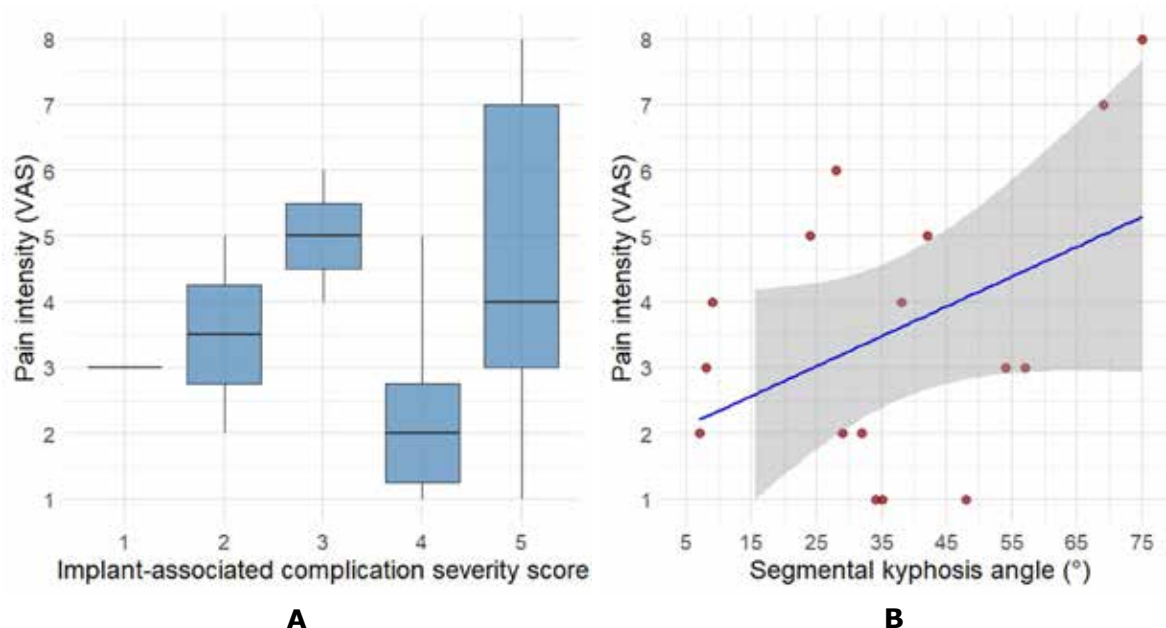 Pain intensity (VAS)
8
7
6
5
4
3
2
1
1 2 3 4 5
Implant-associated complication severity score
A
Pain intensity (VAS)
8
7
6
5
4
3
2
1
5 15 25 35 45 55 65 75
Segmental kyphosis angle (°)
B